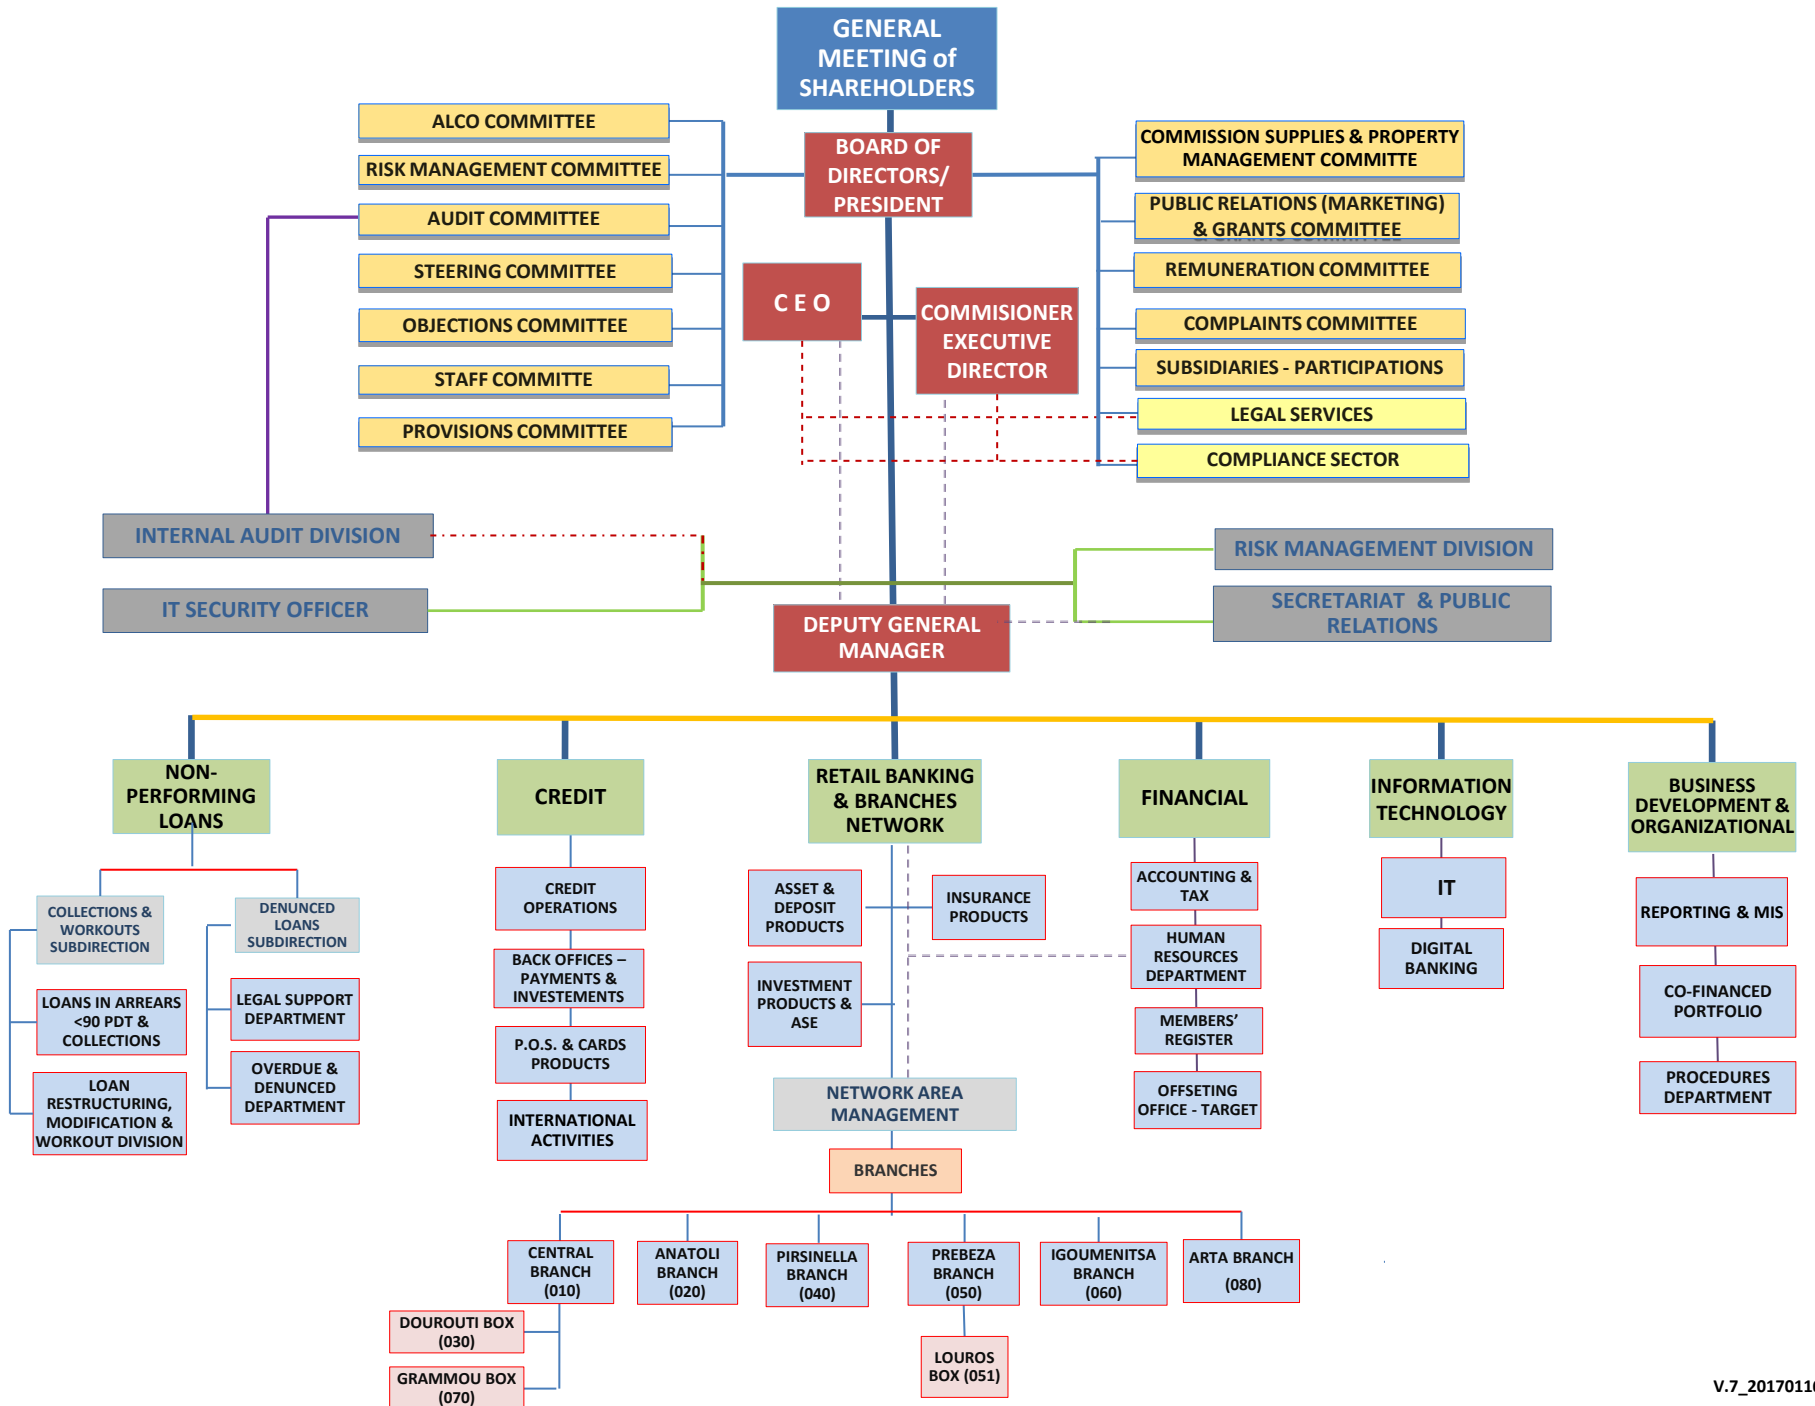 GENERAL
MEETING of
SHAREHOLDERS
ALCO COMMITTEE
RISK MANAGEMENT COMMITTEE
AUDIT COMMITTEE
STEERING COMMITTEE
OBJECTIONS COMMITTEE
STAFF COMMITTE
PROVISIONS COMMITTEE
BOARD OF
DIRECTORS/
PRESIDENT
C E O
COMMISIONER
EXECUTIVE
DIRECTOR
COMMISSION SUPPLIES & PROPERTY
MANAGEMENT COMMITTE
PUBLIC RELATIONS (MARKETING)
& GRANTS COMMITTEE
REMUNERATION COMMITTEE
COMPLAINTS COMMITTEE
SUBSIDIARIES - PARTICIPATIONS
LEGAL SERVICES
COMPLIANCE SECTOR
INTERNAL AUDIT DIVISION
IT SECURITY OFFICER
RISK MANAGEMENT DIVISION
SECRETARIAT & PUBLIC
RELATIONS
DEPUTY GENERAL
MANAGER
NON-
PERFORMING
LOANS
CREDIT
RETAIL BANKING
& BRANCHES
NETWORK
FINANCIAL
INFORMATION
TECHNOLOGY
BUSINESS
DEVELOPMENT &
ORGANIZATIONAL
COLLECTIONS &
WORKOUTS
SUBDIRECTION
LOANS IN ARREARS
<90 PDT &
COLLECTIONS
LOAN
RESTRUCTURING,
MODIFICATION &
WORKOUT DIVISION
DENUNCED
LOANS
SUBDIRECTION
LEGAL SUPPORT
DEPARTMENT
OVERDUE &
DENUNCED
DEPARTMENT
CREDIT
OPERATIONS
BACK OFFICES –
PAYMENTS &
INVESTEMENTS
P.O.S. & CARDS
PRODUCTS
INTERNATIONAL
ACTIVITIES
ASSET &
DEPOSIT
PRODUCTS
INSURANCE
PRODUCTS
INVESTMENT
PRODUCTS &
ASE
NETWORK AREA
MANAGEMENT
BRANCHES
ACCOUNTING &
TAX
HUMAN
RESOURCES
DEPARTMENT
MEMBERS’
REGISTER
OFFSETING
OFFICE - TARGET
IT
DIGITAL
BANKING
REPORTING & MIS
CO-FINANCED
PORTFOLIO
PROCEDURES
DEPARTMENT
CENTRAL
BRANCH
(010)
ANATOLI
BRANCH
(020)
PIRSINELLA
BRANCH
(040)
PREBEZA
BRANCH
(050)
IGOUMENITSA
BRANCH
(060)
ARTA BRANCH
(080)
DOUROUTI BOX
(030)
GRAMMOU BOX
(070)
LOUROS
BOX (051)